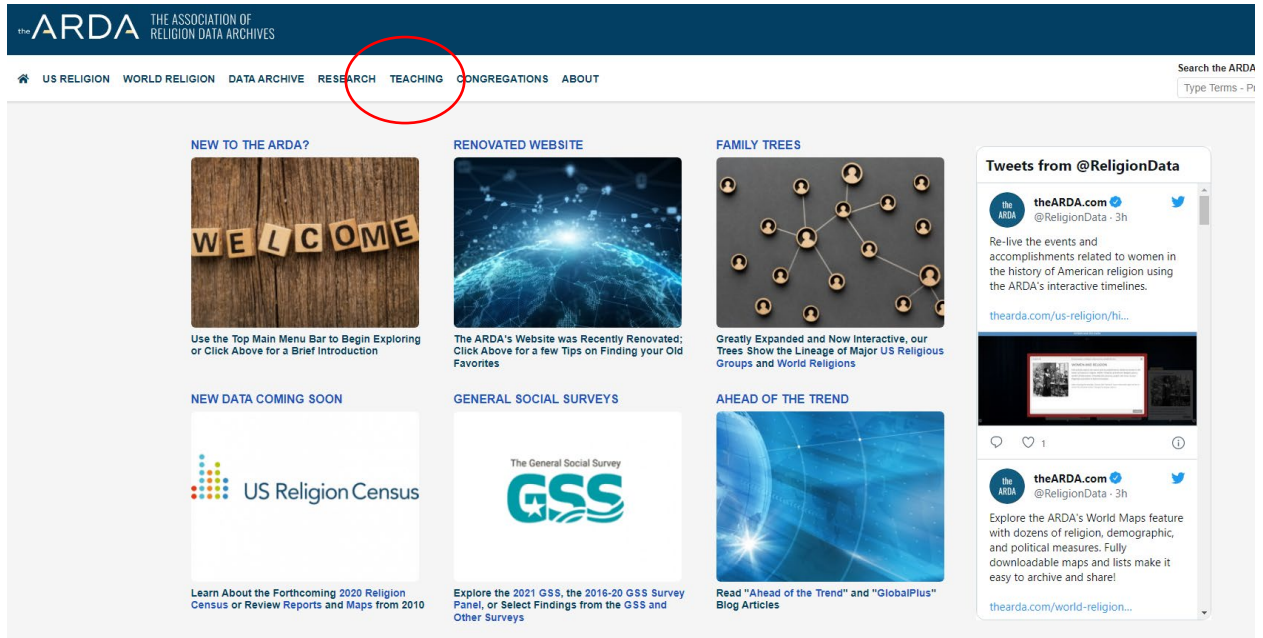 the ARDA THE ASSOCIATION OF
RELIGION DATA ARCHIVES
US RELIGION WORLD RELIGION DATA ARCHIVE RESEARCH TEACHING CONGREGATIONS ABOUT
Search the ARDA
Type Terms - Pr
NEW TO THE ARDA?
WELCOME
Use the Top Main Menu Bar to Begin Exploring
or Click Above for a Brief Introduction
RENOVATED WEBSITE
The ARDA's Website was Recently Renovated;
Click Above for a few Tips on Finding your Old
Favorites
FAMILY TREES
Greatly Expanded and Now Interactive, our
Trees Show the Lineage of Major US Religious
Groups and World Religions
NEW DATA COMING SOON
US Religion Census
Learn About the Forthcoming 2020 Religion
Census or Review Reports and Maps from 2010
GENERAL SOCIAL SURVEYS
The General Social Survey
GSS
Explore the 2021 GSS, the 2016-20 GSS Survey
Panel, or Select Findings from the GSS and
Other Surveys
AHEAD OF THE TREND
Read "Ahead of the Trend" and "GlobalPlus"
Blog Articles
Tweets from @ReligionData
the
ARDA
theARDA.com
@ReligionData · 3h
Re-live the events and
accomplishments related to women in
the history of American religion using
the ARDA's interactive timelines.
thearda.com/us-religion/hi...
1
the
ARDA
theARDA.com
@ReligionData · 3h
Explore the ARDA's World Maps feature
with dozens of religion, demographic,
and political measures. Fully
downloadable maps and lists make it
easy to archive and share!
thearda.com/world-religion...